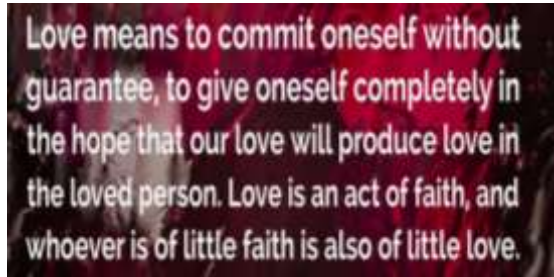 Love means to commit oneself without
guarantee, to give oneself completely in
the hope that our love will produce love in
the loved person. Love is an act of faith, and
whoever is of little faith is also of little love.